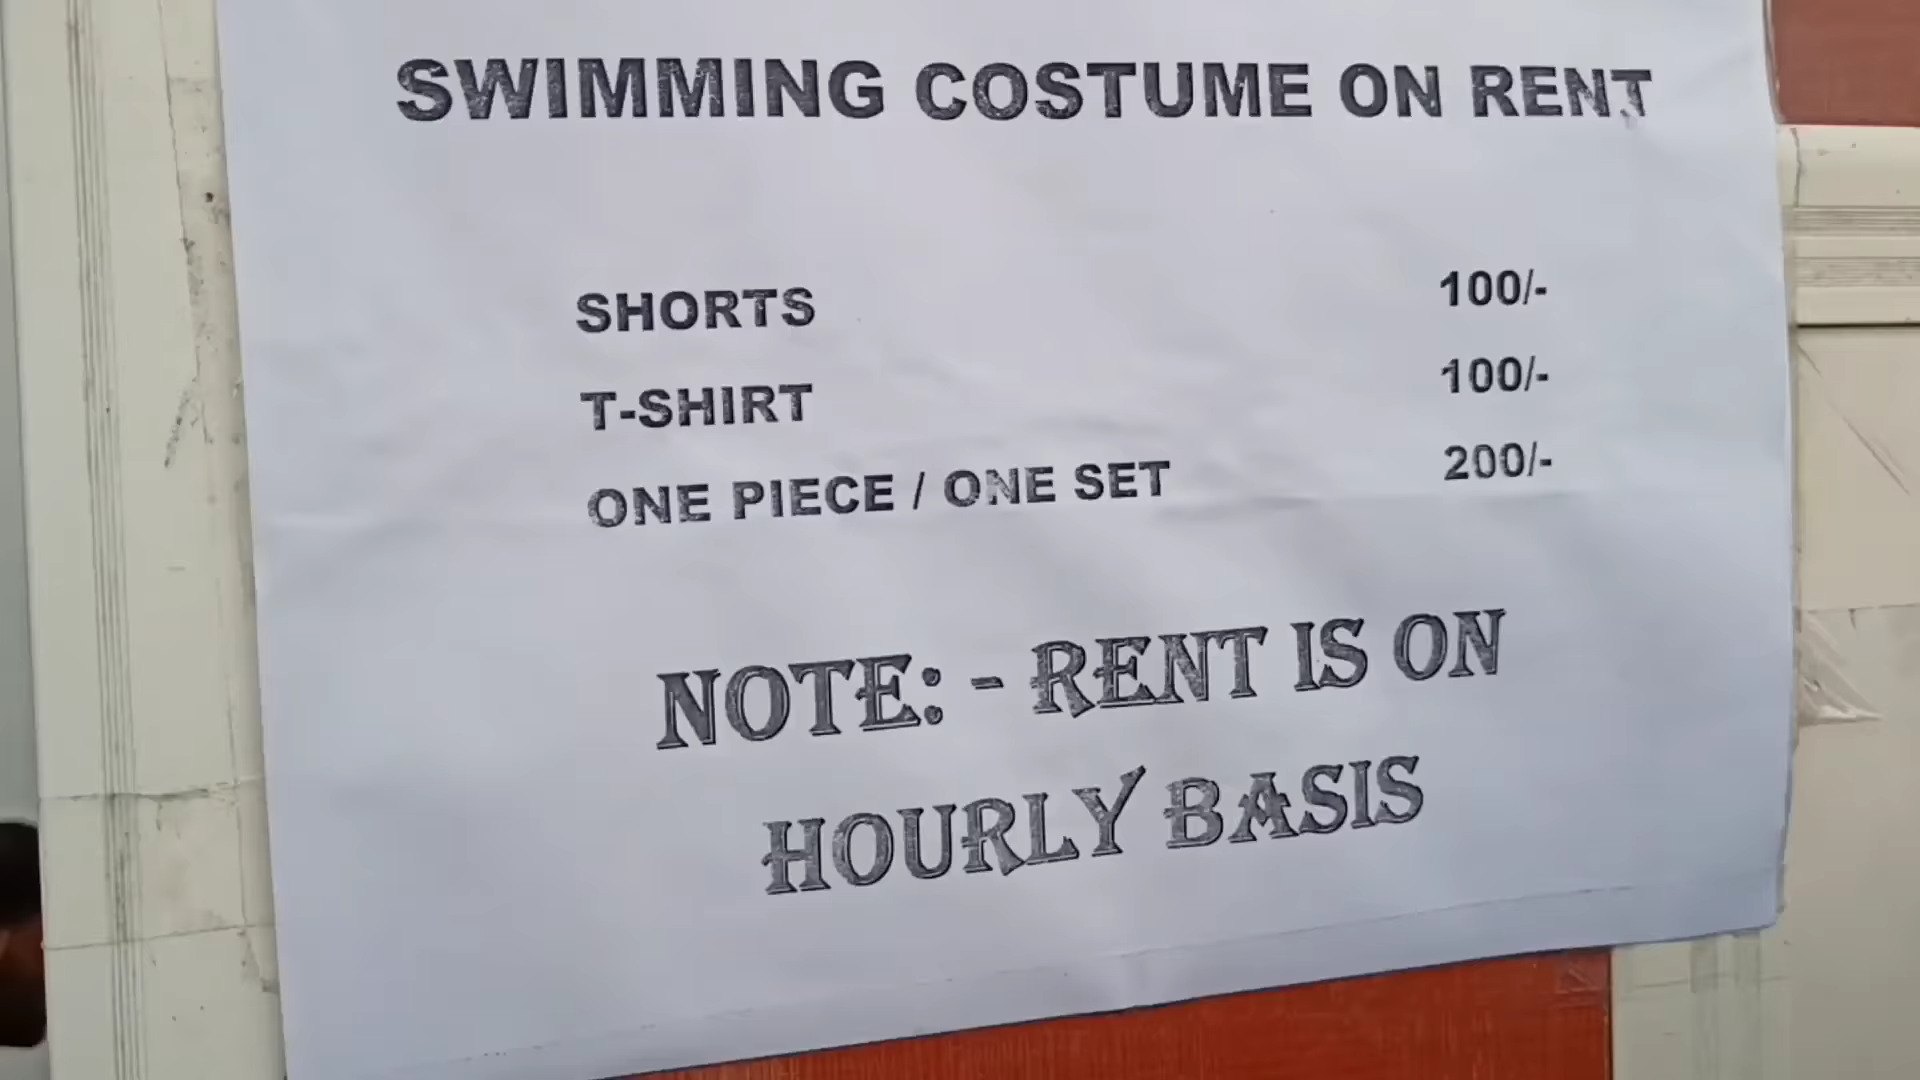 SWIMMING COSTUME ON RENT
SHORTS 100/-
T-SHIRT 100/-
ONE PIECE / ONE SET 200/-
NOTE: - RENT IS ON
HOURLY BASIS